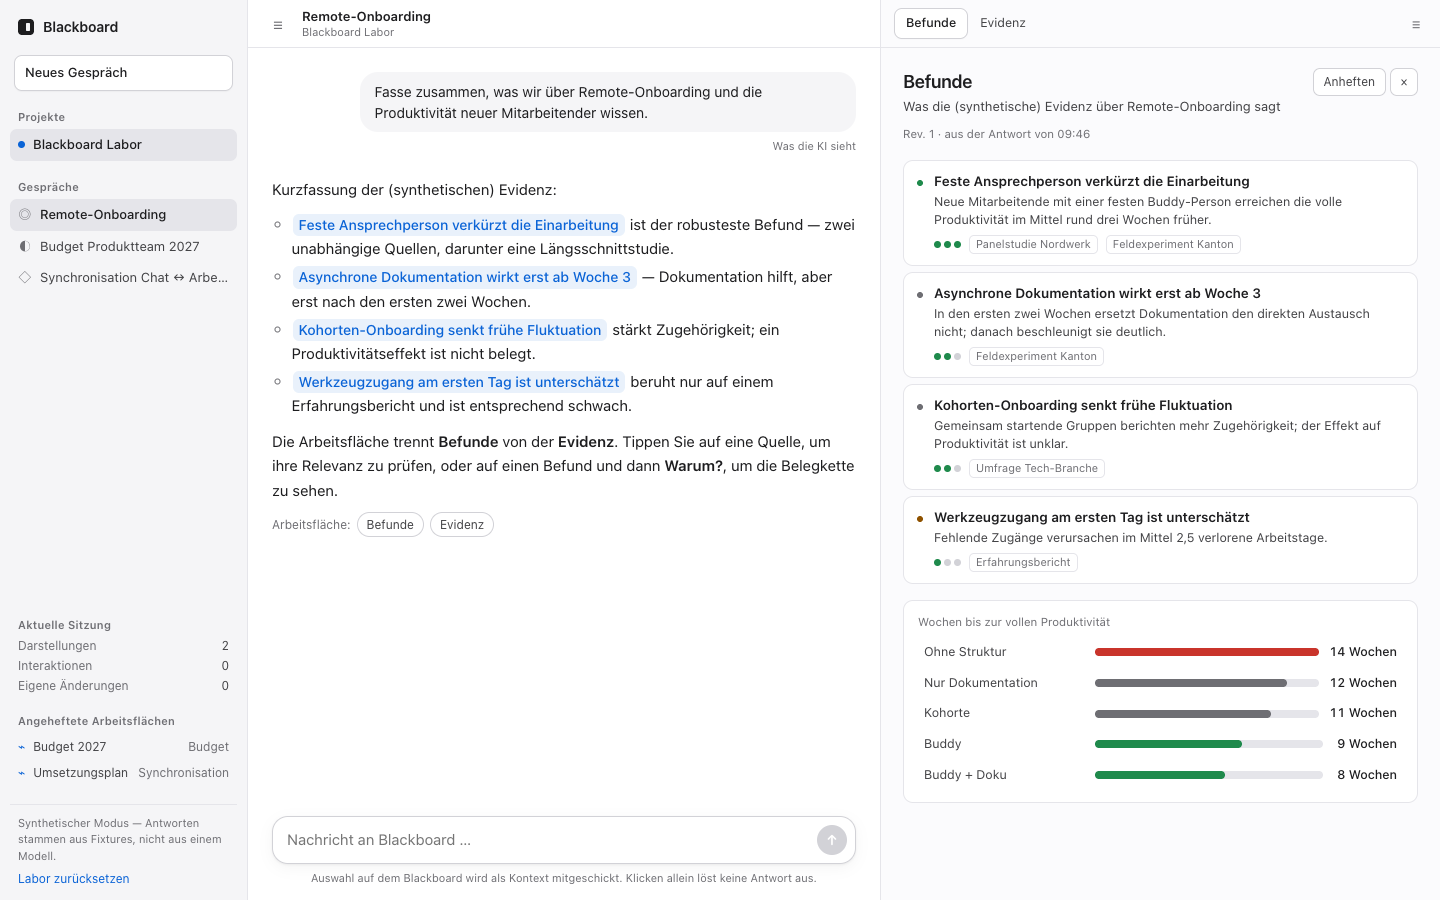 Blackboard
Neues Gespräch
Projekte
Blackboard Labor
Gespräche
Remote-Onboarding
Budget Produktteam 2027
Synchronisation Chat ↔ Arbe...
Aktuelle Sitzung
Darstellungen 2
Interaktionen 0
Eigene Änderungen 0
Angeheftete Arbeitsflächen
Budget 2027 Budget
Umsetzungsplan Synchronisation
Synthetischer Modus — Antworten
stammen aus Fixtures, nicht aus einem
Modell.
Labor zurücksetzen
Remote-Onboarding
Blackboard Labor
Fasse zusammen, was wir über Remote-Onboarding und die
Produktivität neuer Mitarbeitender wissen.
Was die KI sieht
Kurzfassung der (synthetischen) Evidenz:
Feste Ansprechperson verkürzt die Einarbeitung ist der robusteste Befund — zwei
unabhängige Quellen, darunter eine Längsschnittstudie.
Asynchrone Dokumentation wirkt erst ab Woche 3 — Dokumentation hilft, aber
erst nach den ersten zwei Wochen.
Kohorten-Onboarding senkt frühe Fluktuation stärkt Zugehörigkeit; ein
Produktivitätseffekt ist nicht belegt.
Werkzeugzugang am ersten Tag ist unterschätzt beruht nur auf einem
Erfahrungsbericht und ist entsprechend schwach.
Die Arbeitsfläche trennt Befunde von der Evidenz. Tippen Sie auf eine Quelle, um
ihre Relevanz zu prüfen, oder auf einen Befund und dann Warum?, um die Belegkette
zu sehen.
Arbeitsfläche: Befunde Evidenz
Nachricht an Blackboard ...
Auswahl auf dem Blackboard wird als Kontext mitgeschickt. Klicken allein löst keine Antwort aus.
Befunde Evidenz
Befunde
Anheften ×
Was die (synthetische) Evidenz über Remote-Onboarding sagt
Rev. 1 · aus der Antwort von 09:46
Feste Ansprechperson verkürzt die Einarbeitung
Neue Mitarbeitende mit einer festen Buddy-Person erreichen die volle
Produktivität im Mittel rund drei Wochen früher.
Panelstudie Nordwerk Feldexperiment Kanton
Asynchrone Dokumentation wirkt erst ab Woche 3
In den ersten zwei Wochen ersetzt Dokumentation den direkten Austausch
nicht; danach beschleunigt sie deutlich.
Feldexperiment Kanton
Kohorten-Onboarding senkt frühe Fluktuation
Gemeinsam startende Gruppen berichten mehr Zugehörigkeit; der Effekt auf
Produktivität ist unklar.
Umfrage Tech-Branche
Werkzeugzugang am ersten Tag ist unterschätzt
Fehlende Zugänge verursachen im Mittel 2,5 verlorene Arbeitstage.
Erfahrungsbericht
Wochen bis zur vollen Produktivität
Ohne Struktur 14 Wochen
Nur Dokumentation 12 Wochen
Kohorte 11 Wochen
Buddy 9 Wochen
Buddy + Doku 8 Wochen